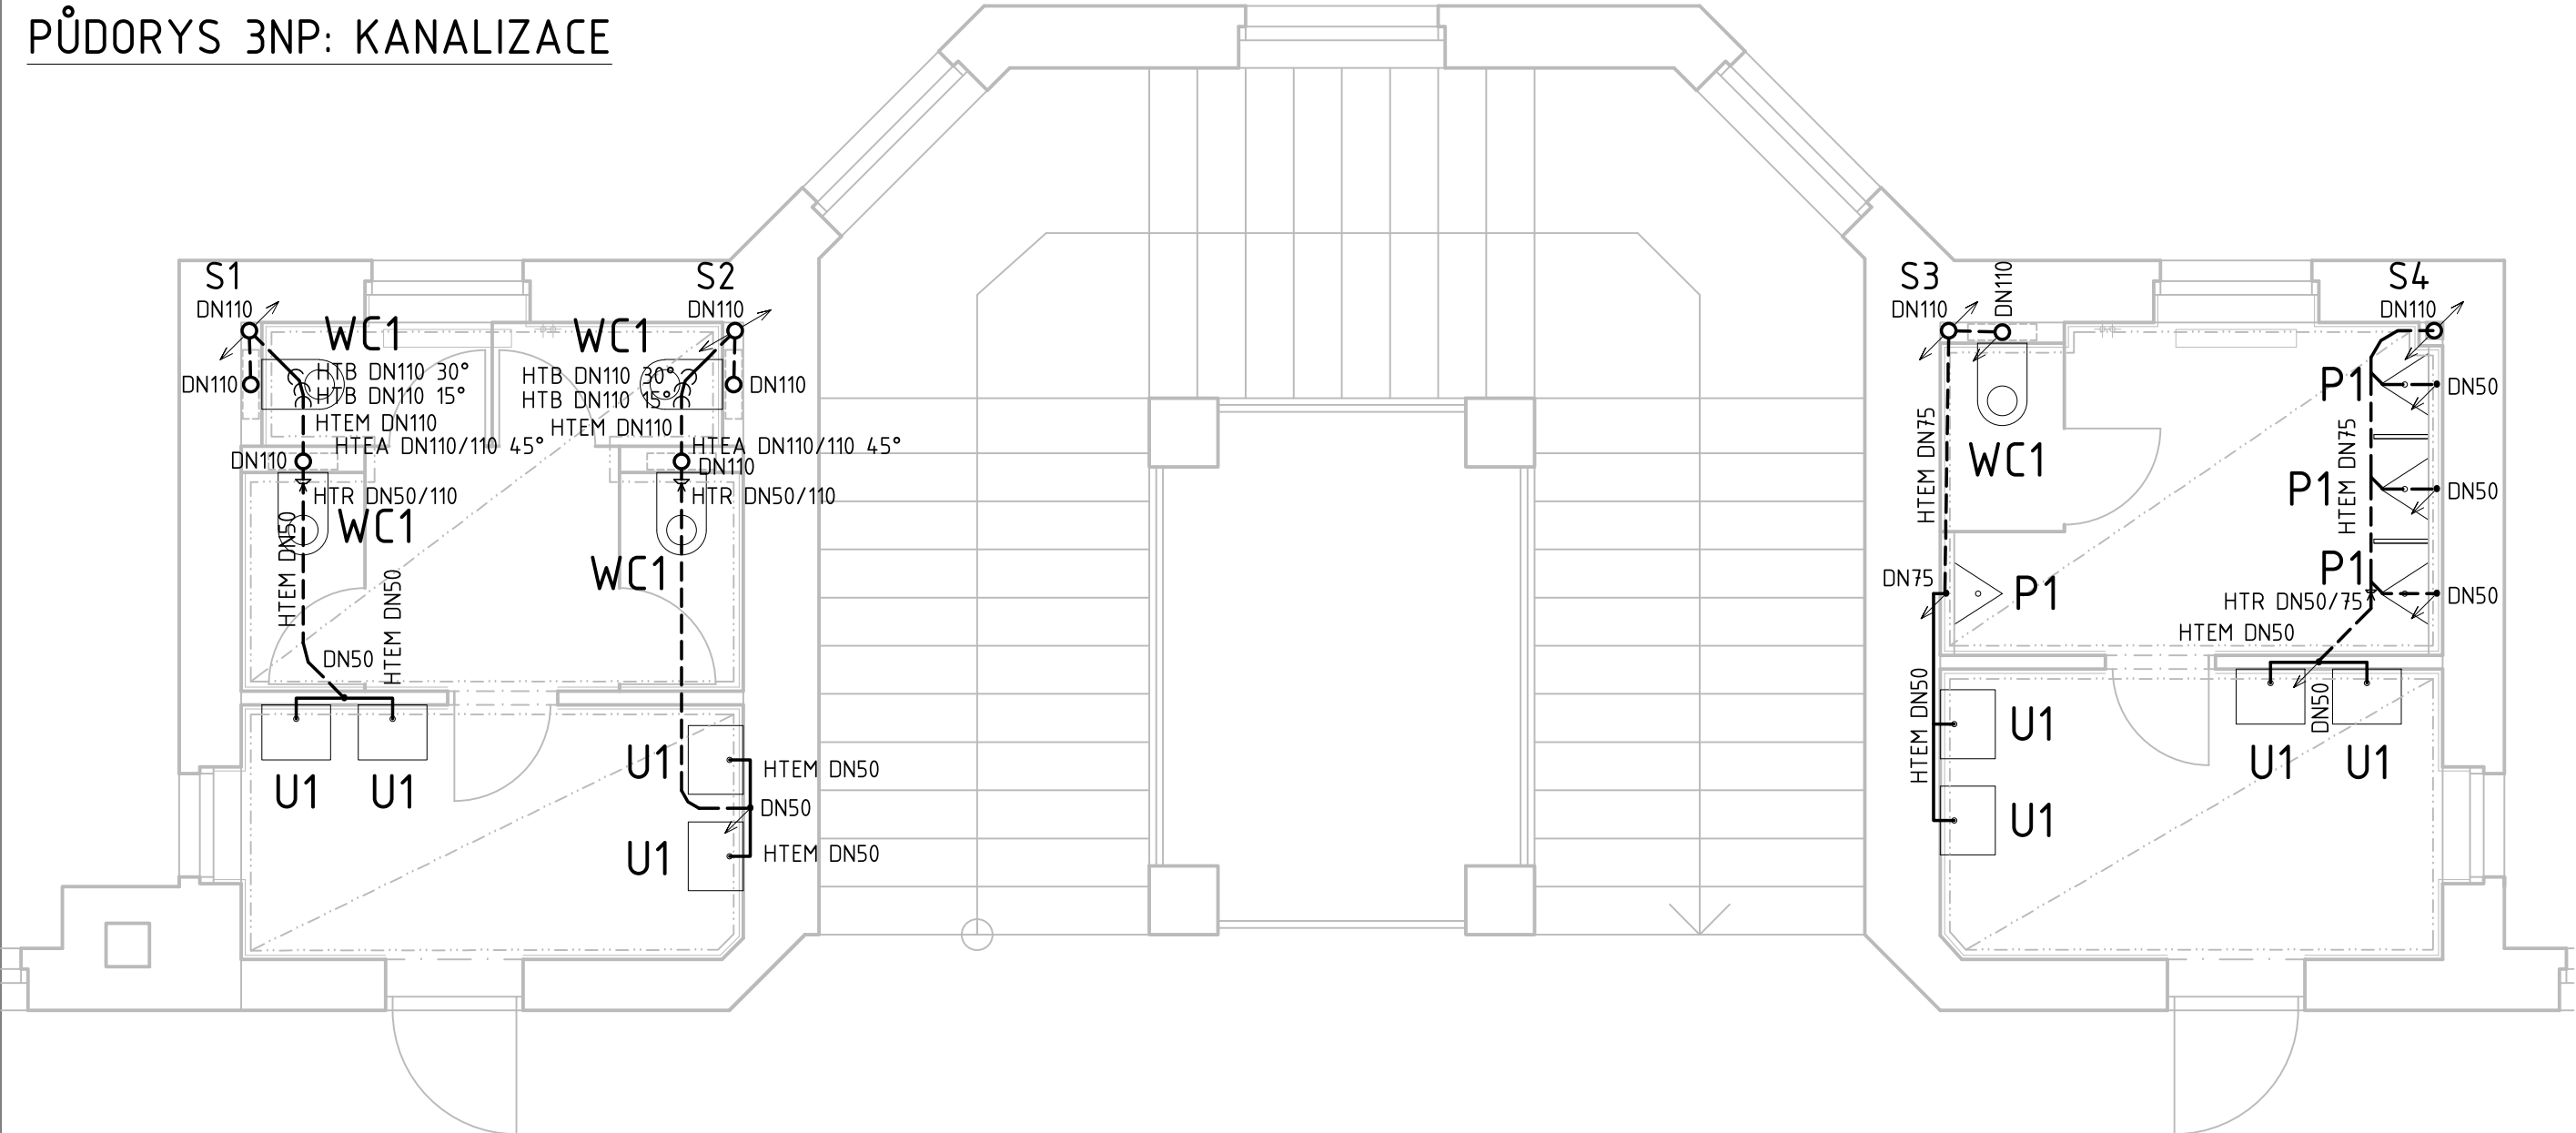 PŮDORYS 3NP: KANALIZACE
S1
DN110
WC1
DN110
HTB DN110 30°
HTB DN110 15°
HTEM DN110
HTEA DN110/110 45°
DN110
HTR DN50/110
WC1
HTEM DN50
HTEM DN50
DN50
U1
U1
S2
DN110
WC1
DN110
HTB DN110 30°
HTB DN110 15°
HTEM DN110
HTEA DN110/110 45°
DN110
HTR DN50/110
WC1
U1
HTEM DN50
DN50
U1
HTEM DN50
S3
DN110
DN110
HTEM DN75
WC1
DN75
P1
HTEM DN50
U1
U1
S4
DN110
P1
DN50
HTEM DN75
P1
DN50
P1
DN50
HTR DN50/75
HTEM DN50
DN50
U1
U1